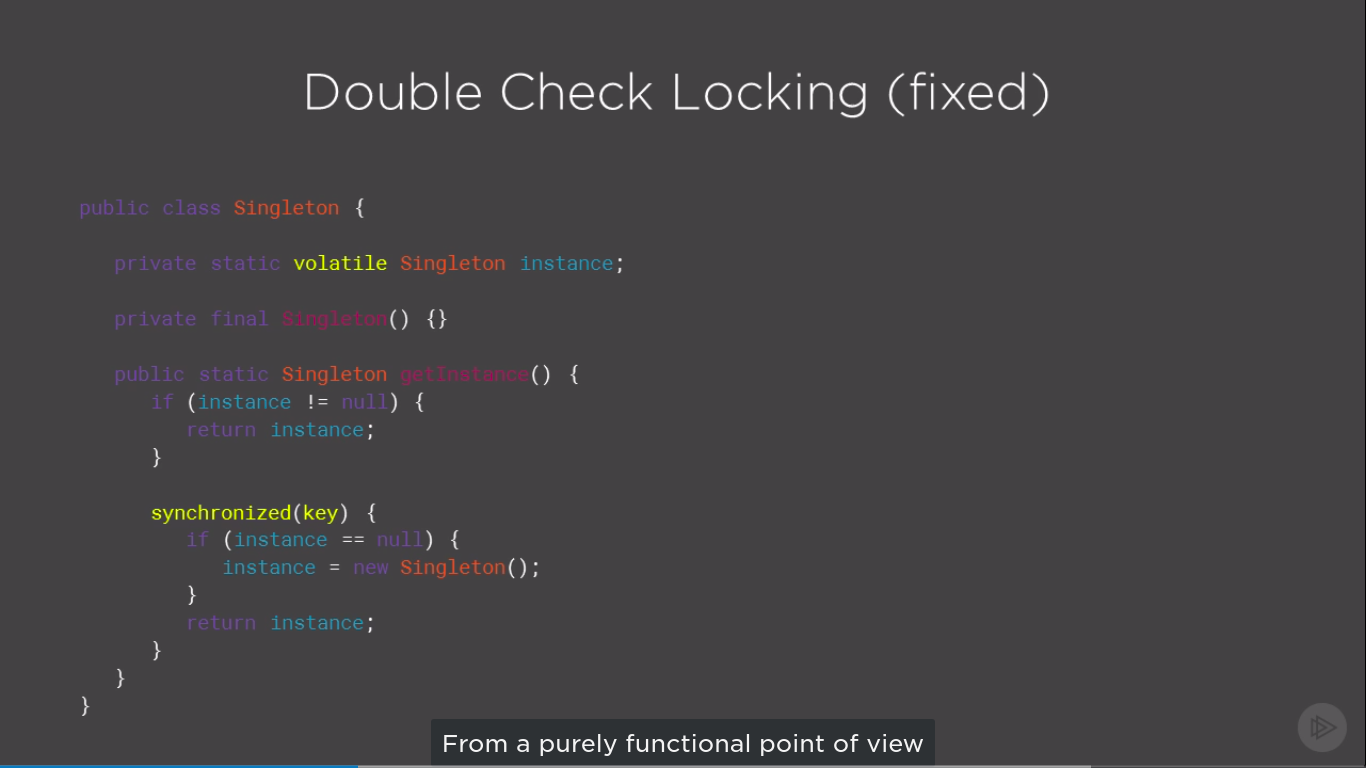 Double Check Locking (fixed)
public class Singleton {
private static volatile Singleton instance;
private final Singleton() {}
public static Singleton getInstance() {
if (instance != null) {
return instance;
}
synchronized(key) {
if (instance == null) {
instance = new Singleton();
}
return instance;
}
}
}
From a purely functional point of view